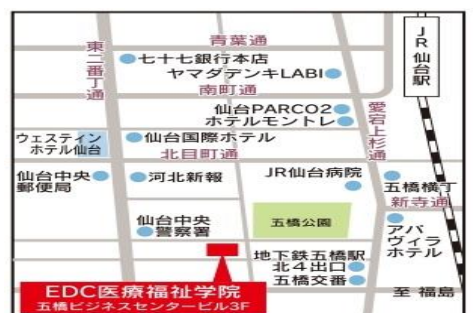 青葉通
東二番丁通
JR仙台駅
七十七銀行本店
ヤマダデンキLABI
南町通
仙台PARCO2
ホテルモントレ
愛宕上杉通
ウェスティン
ホテル仙台
仙台国際ホテル
北目町通
仙台中央
郵便局
河北新報
JR仙台病院
五橋横丁
新寺通
仙台中央
警察署
五橋公園
アパ
ヴィラ
ホテル
地下鉄五橋駅
北4出口
五橋交番
至 福島
EDC医療福祉学院
五橋ビジネスセンタービル3F